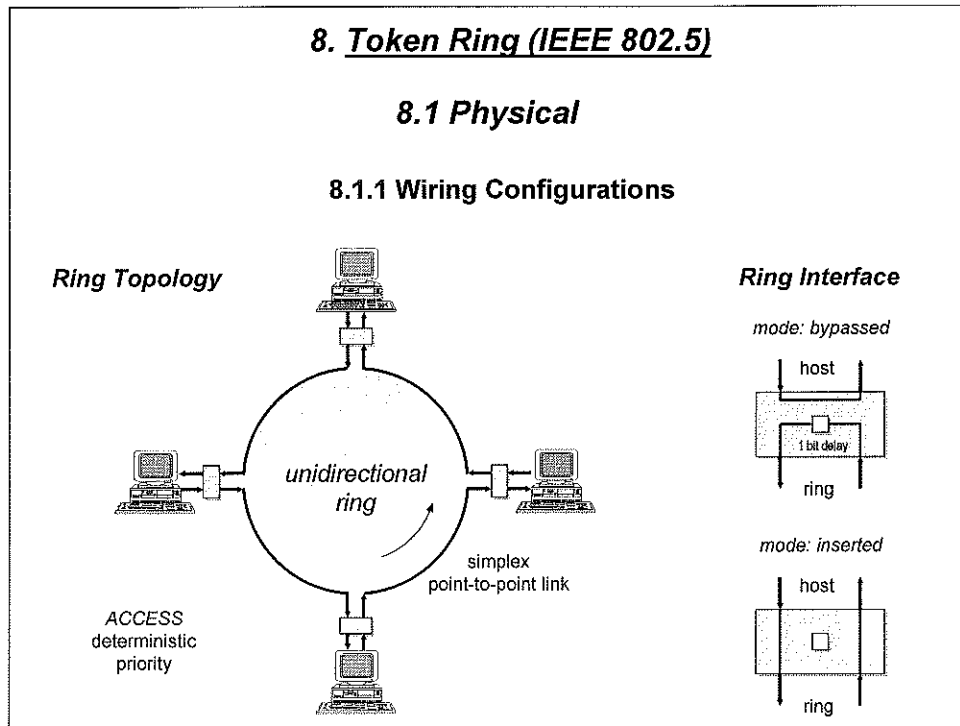 8. Token Ring (IEEE 802.5)
8.1 Physical
8.1.1 Wiring Configurations
Ring Topology
Ring Interface
mode: bypassed
host
1 bit delay
ring
unidirectional
ring
mode: inserted
simplex
point-to-point link
host
ACCESS
deterministic
priority
ring